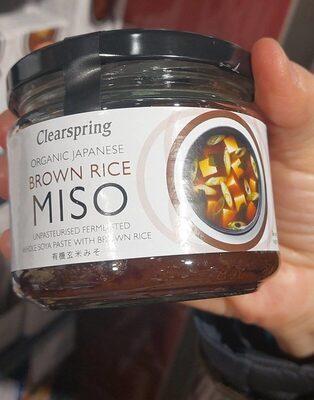 Clearspring
ORGANIC JAPANESE
BROWN RICE
MISO
UNPASTEURISED FERMENTED
WHOLE SOYA PASTE WITH BROWN RICE
有機玄米みそ